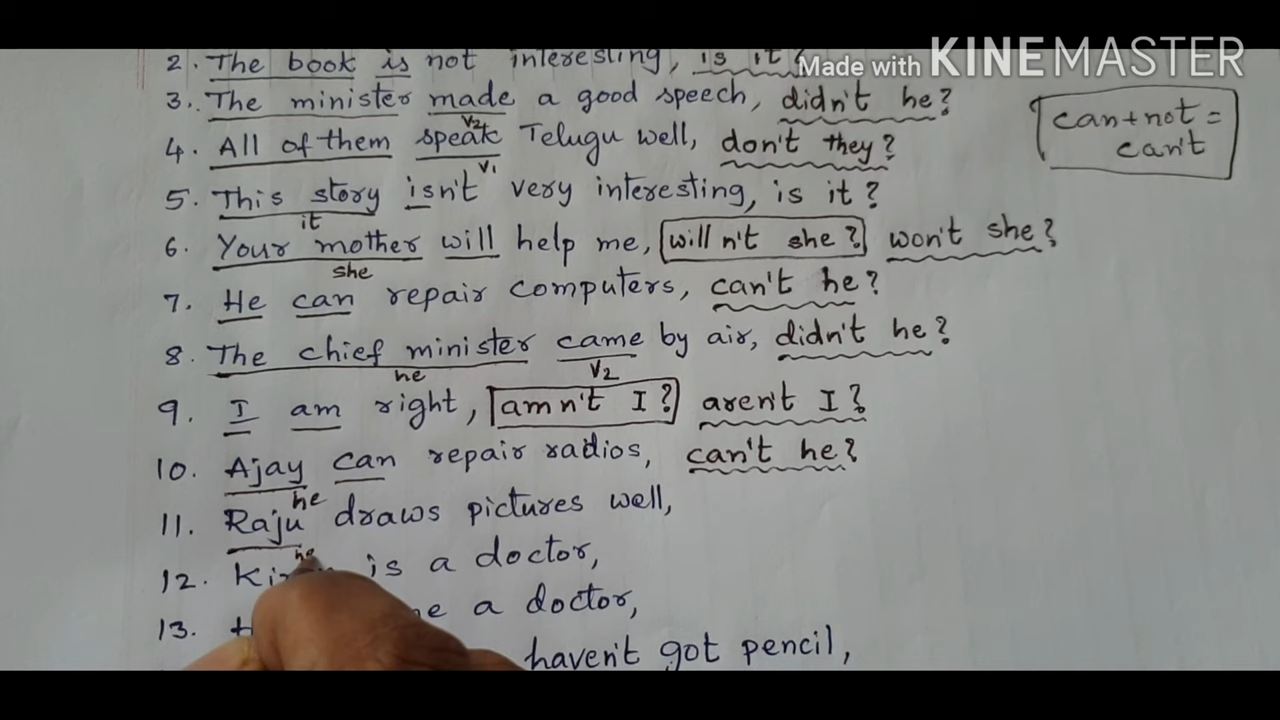 Made with KINEMASTER
2. The book is not interesting, is it?
3. The minister made a good speech, didn't he?
V2
can+not =
can't
4. All of them speak Telugu well, don't they?
V1
5. This story isn't very interesting, is it?
it
6. Your mother will help me, willn't she? won't she?
she
7. He can repair computers, can't he?
8. The chief minister came by air, didn't he?
he V2
9. I am right, amn't I? aren't I?
10. Ajay can repair radios, can't he?
he
11. Raju draws pictures well,
he
12. is a doctor,
13. a doctor,
haven't got pencil,